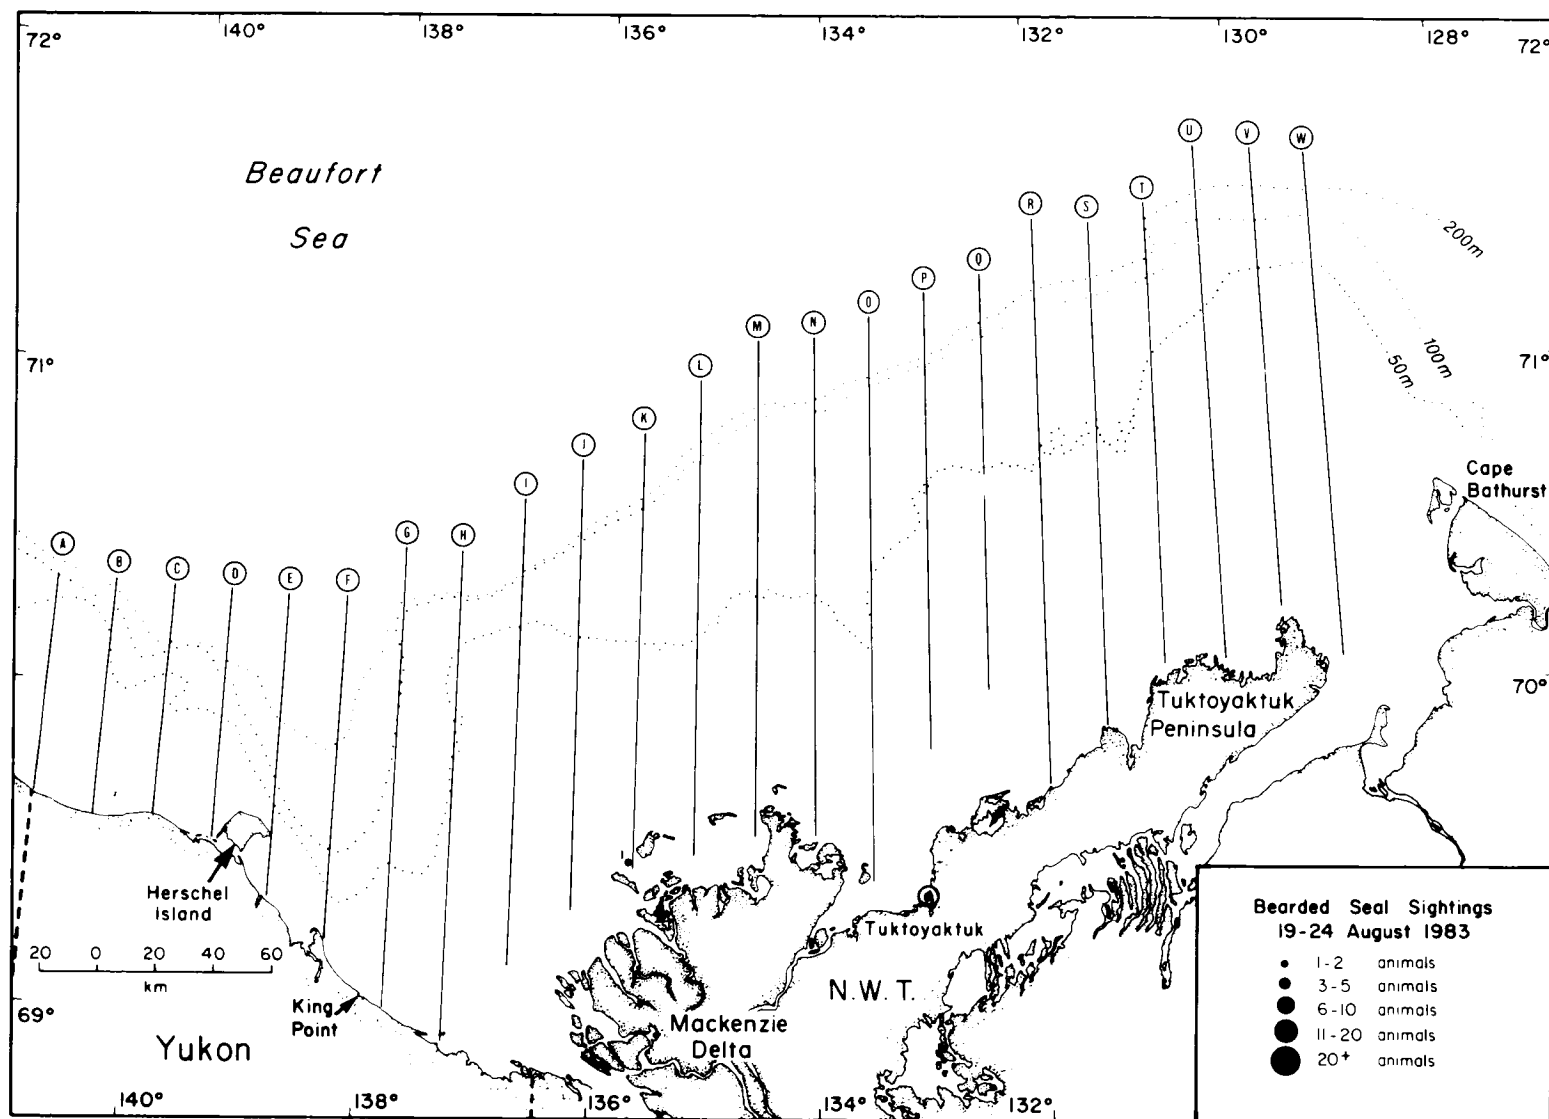 140°
138°
136°
134°
132°
130°
128°
72°
72°
Beaufort
Sea
U
V
W
T
R
S
Q
P
O
N
M
L
K
J
I
H
G
F
E
D
C
B
A
200m
100m
50m
71°
71°
Cape
Bathurst
70°
Tuktoyaktuk
Peninsula
Herschel
Island
Tuktoyaktuk
20 0 20 40 60
km
King
Point
N.W.T.
Mackenzie
Delta
69°
Yukon
Bearded Seal Sightings
19-24 August 1983
1-2 animals
3-5 animals
6-10 animals
11-20 animals
20+ animals
140°
138°
136°
134°
132°